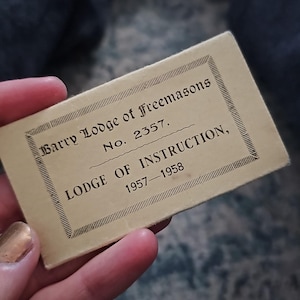 Barry Lodge of Freemasons
No. 2357.
LODGE OF INSTRUCTION,
1957—1958